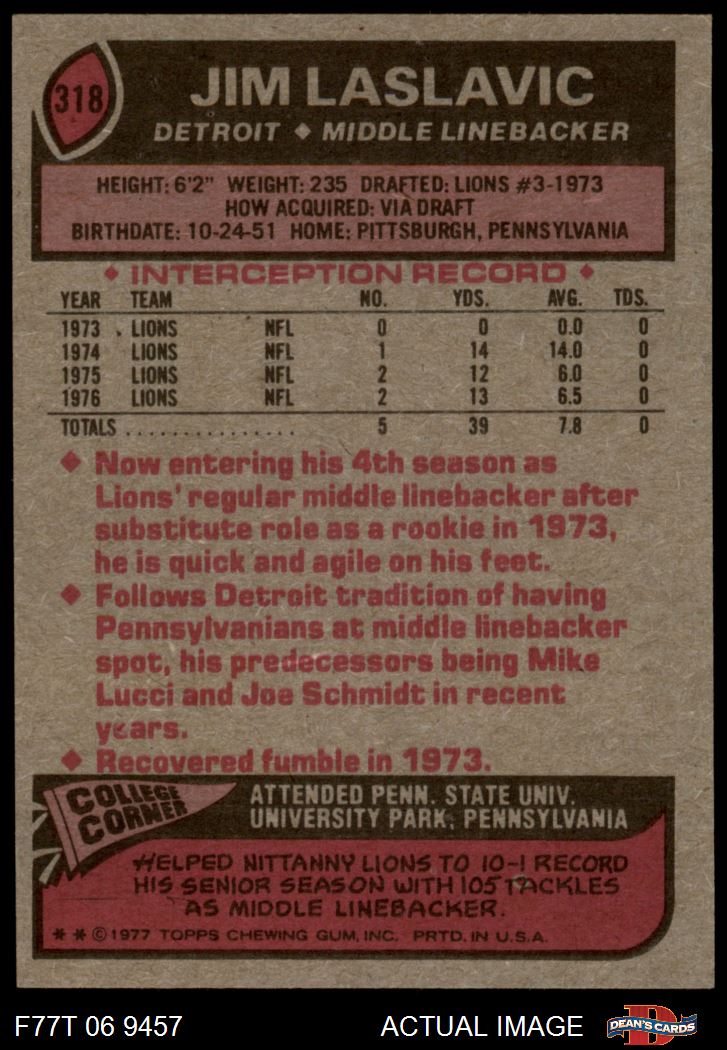 318
JIM LASLAVIC
DETROIT ◆ MIDDLE LINEBACKER
HEIGHT: 6'2" WEIGHT: 235 DRAFTED: LIONS #3-1973
HOW ACQUIRED: VIA DRAFT
BIRTHDATE: 10-24-51 HOME: PITTSBURGH, PENNSYLVANIA
◆ INTERCEPTION RECORD ◆
YEAR TEAM NO. YDS. AVG. TDS.
1973 LIONS NFL 0 0 0.0 0
1974 LIONS NFL 1 14 14.0 0
1975 LIONS NFL 2 12 6.0 0
1976 LIONS NFL 2 13 6.5 0
TOTALS . . . . . . . . . . . . . . . . 5 39 7.8 0
◆ Now entering his 4th season as
Lions' regular middle linebacker after
substitute role as a rookie in 1973,
he is quick and agile on his feet.
◆ Follows Detroit tradition of having
Pennsylvanians at middle linebacker
spot, his predecessors being Mike
Lucci and Joe Schmidt in recent
years.
◆ Recovered fumble in 1973.
COLLEGE
CORNER
ATTENDED PENN. STATE UNIV.
UNIVERSITY PARK, PENNSYLVANIA
HELPED NITTANNY LIONS TO 10-1 RECORD
HIS SENIOR SEASON WITH 105 TACKLES
AS MIDDLE LINEBACKER.
* * © 1977 TOPPS CHEWING GUM, INC. PRTD. IN U.S.A.
F77T 06 9457
ACTUAL IMAGE
D
DEAN'S CARDS